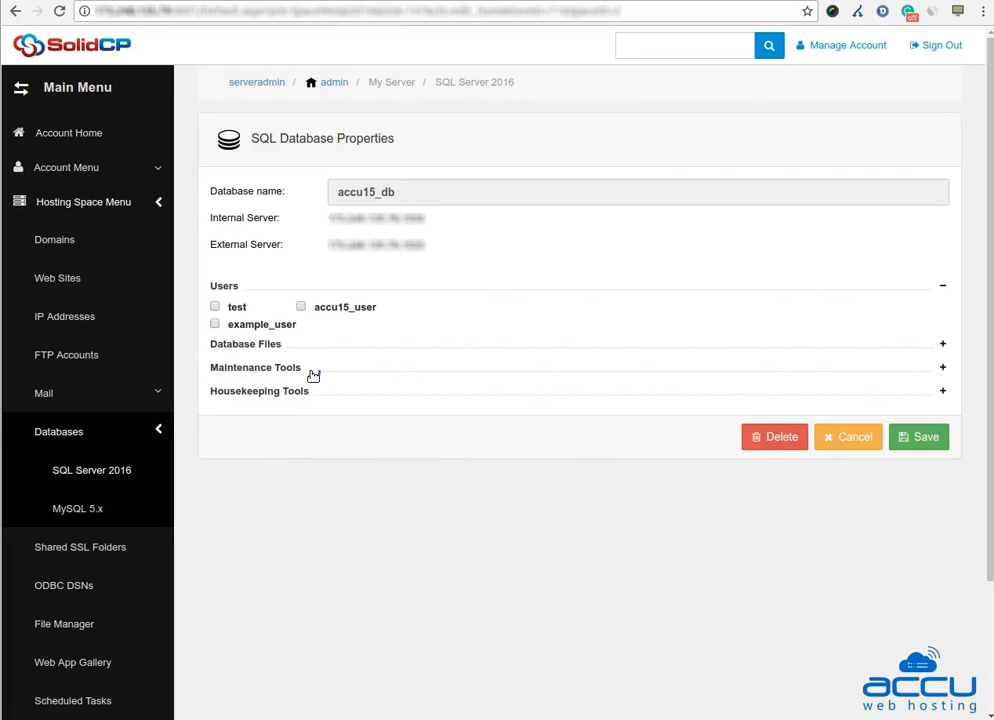 SolidCP
Manage Account
Sign Out
Main Menu
serveradmin / admin / My Server / SQL Server 2016
Account Home
SQL Database Properties
Account Menu
Database name: accu15_db
Hosting Space Menu
Internal Server:
Domains
External Server:
Web Sites
Users
test
accu15_user
IP Addresses
example_user
Database Files
FTP Accounts
Maintenance Tools
Mail
Housekeeping Tools
Databases
Delete
Cancel
Save
SQL Server 2016
MySQL 5.x
Shared SSL Folders
ODBC DSNs
File Manager
Web App Gallery
Scheduled Tasks
accu
web hosting
off